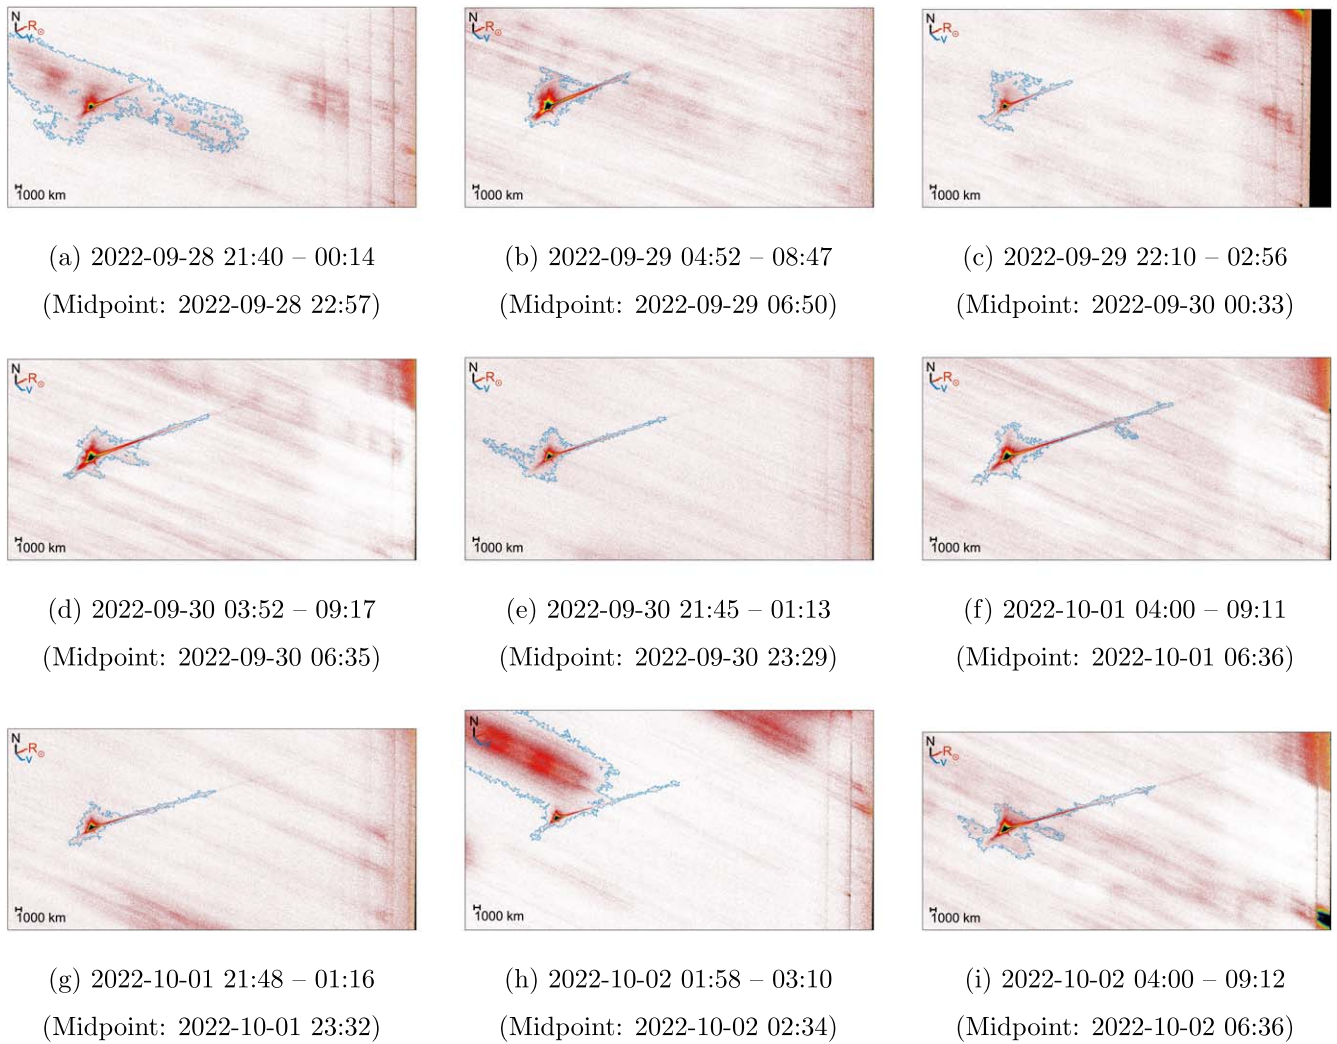 N
R☉
V
1000 km
N
R☉
V
1000 km
N
R☉
V
1000 km
(a) 2022-09-28 21:40 – 00:14
(Midpoint: 2022-09-28 22:57)
(b) 2022-09-29 04:52 – 08:47
(Midpoint: 2022-09-29 06:50)
(c) 2022-09-29 22:10 – 02:56
(Midpoint: 2022-09-30 00:33)
N
R☉
V
1000 km
N
R☉
V
1000 km
N
R☉
V
1000 km
(d) 2022-09-30 03:52 – 09:17
(Midpoint: 2022-09-30 06:35)
(e) 2022-09-30 21:45 – 01:13
(Midpoint: 2022-09-30 23:29)
(f) 2022-10-01 04:00 – 09:11
(Midpoint: 2022-10-01 06:36)
N
R☉
V
1000 km
N
1000 km
N
R☉
V
1000 km
(g) 2022-10-01 21:48 – 01:16
(Midpoint: 2022-10-01 23:32)
(h) 2022-10-02 01:58 – 03:10
(Midpoint: 2022-10-02 02:34)
(i) 2022-10-02 04:00 – 09:12
(Midpoint: 2022-10-02 06:36)